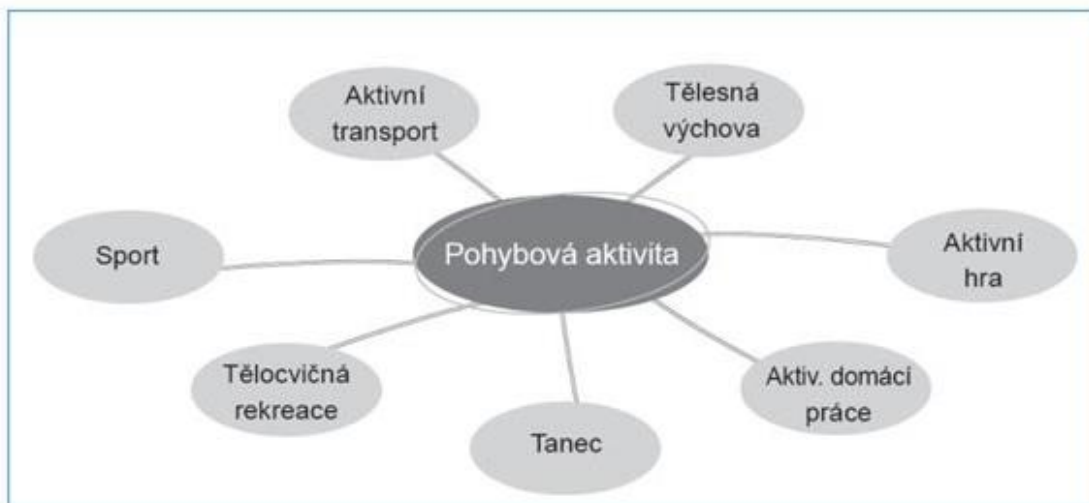 Aktivní
transport
Tělesná
výchova
Sport
Pohybová aktivita
Aktivní
hra
Tělocvičná
rekreace
Tanec
Aktiv. domácí
práce